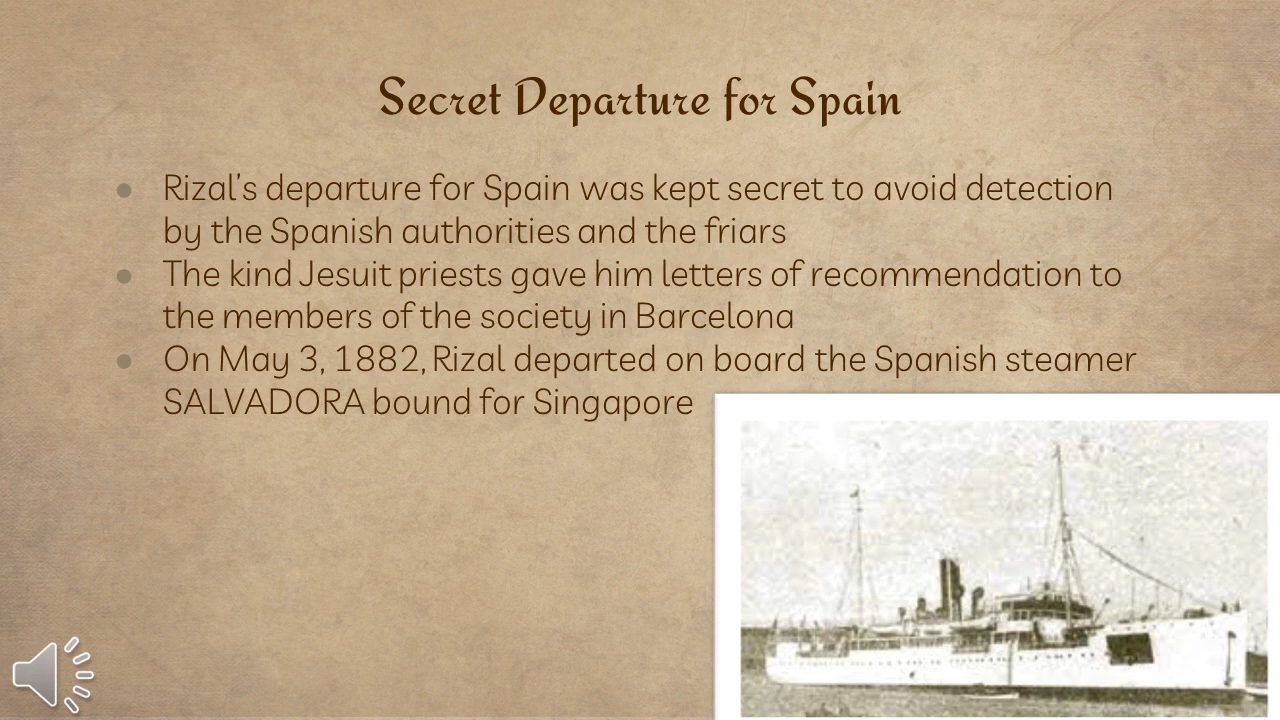 Secret Departure for Spain
● Rizal's departure for Spain was kept secret to avoid detection
by the Spanish authorities and the friars
● The kind Jesuit priests gave him letters of recommendation to
the members of the society in Barcelona
● On May 3, 1882, Rizal departed on board the Spanish steamer
SALVADORA bound for Singapore